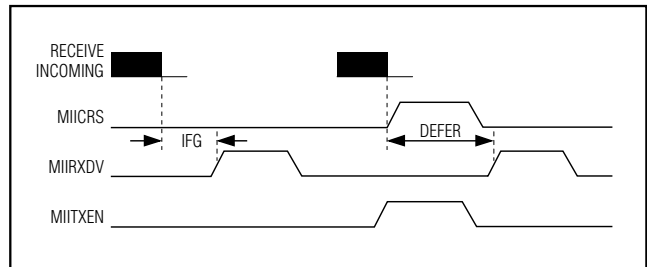 RECEIVE
INCOMING
MIICRS
IFG
DEFER
MIIRXDV
MIITXEN